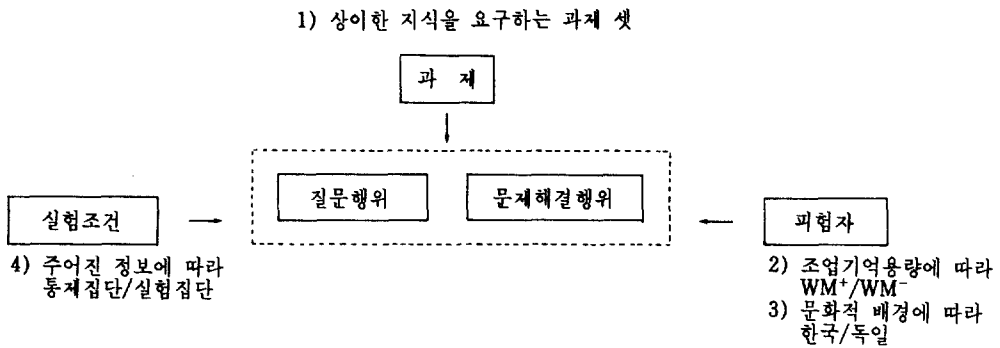 1) 상이한 지식을 요구하는 과제 셋
과 제
질문행위
문제해결행위
실험조건
피험자
4) 주어진 정보에 따라
통제집단/실험집단
2) 조업기억용량에 따라
WM⁺/WM⁻
3) 문화적 배경에 따라
한국/독일